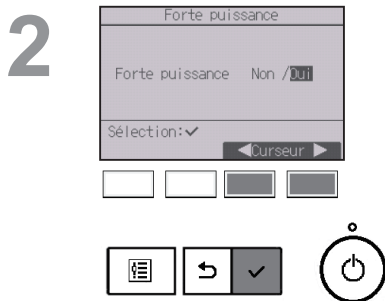 2
Forte puissance
Forte puissance Non /Oui
Sélection:✓
◀Curseur ▶